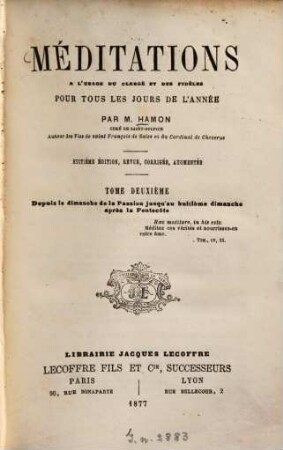 MÉDITATIONS
A L'USAGE DU CLERGÉ ET DES FIDÈLES
POUR TOUS LES JOURS DE L'ANNÉE
PAR M. HAMON
CURÉ DE SAINT-SULPICE
Auteur des Vies de saint François de Sales et du Cardinal de Cheverus
HUITIÈME ÉDITION, REVUE, CORRIGÉE, AUGMENTÉE
TOME DEUXIÈME
Depuis le dimanche de la Passion jusqu'au huitième dimanche
après la Pentecôte
Hæc meditare, in his esto.
Méditez ces vérités et nourrissez-en
votre âme.
I Tim., IV, 15.
LIBRAIRIE JACQUES LECOFFRE
LECOFFRE FILS ET Cie, SUCCESSEURS
PARIS LYON
90, RUE BONAPARTE RUE BELLECOUR, 2
1877
J. n. 2883